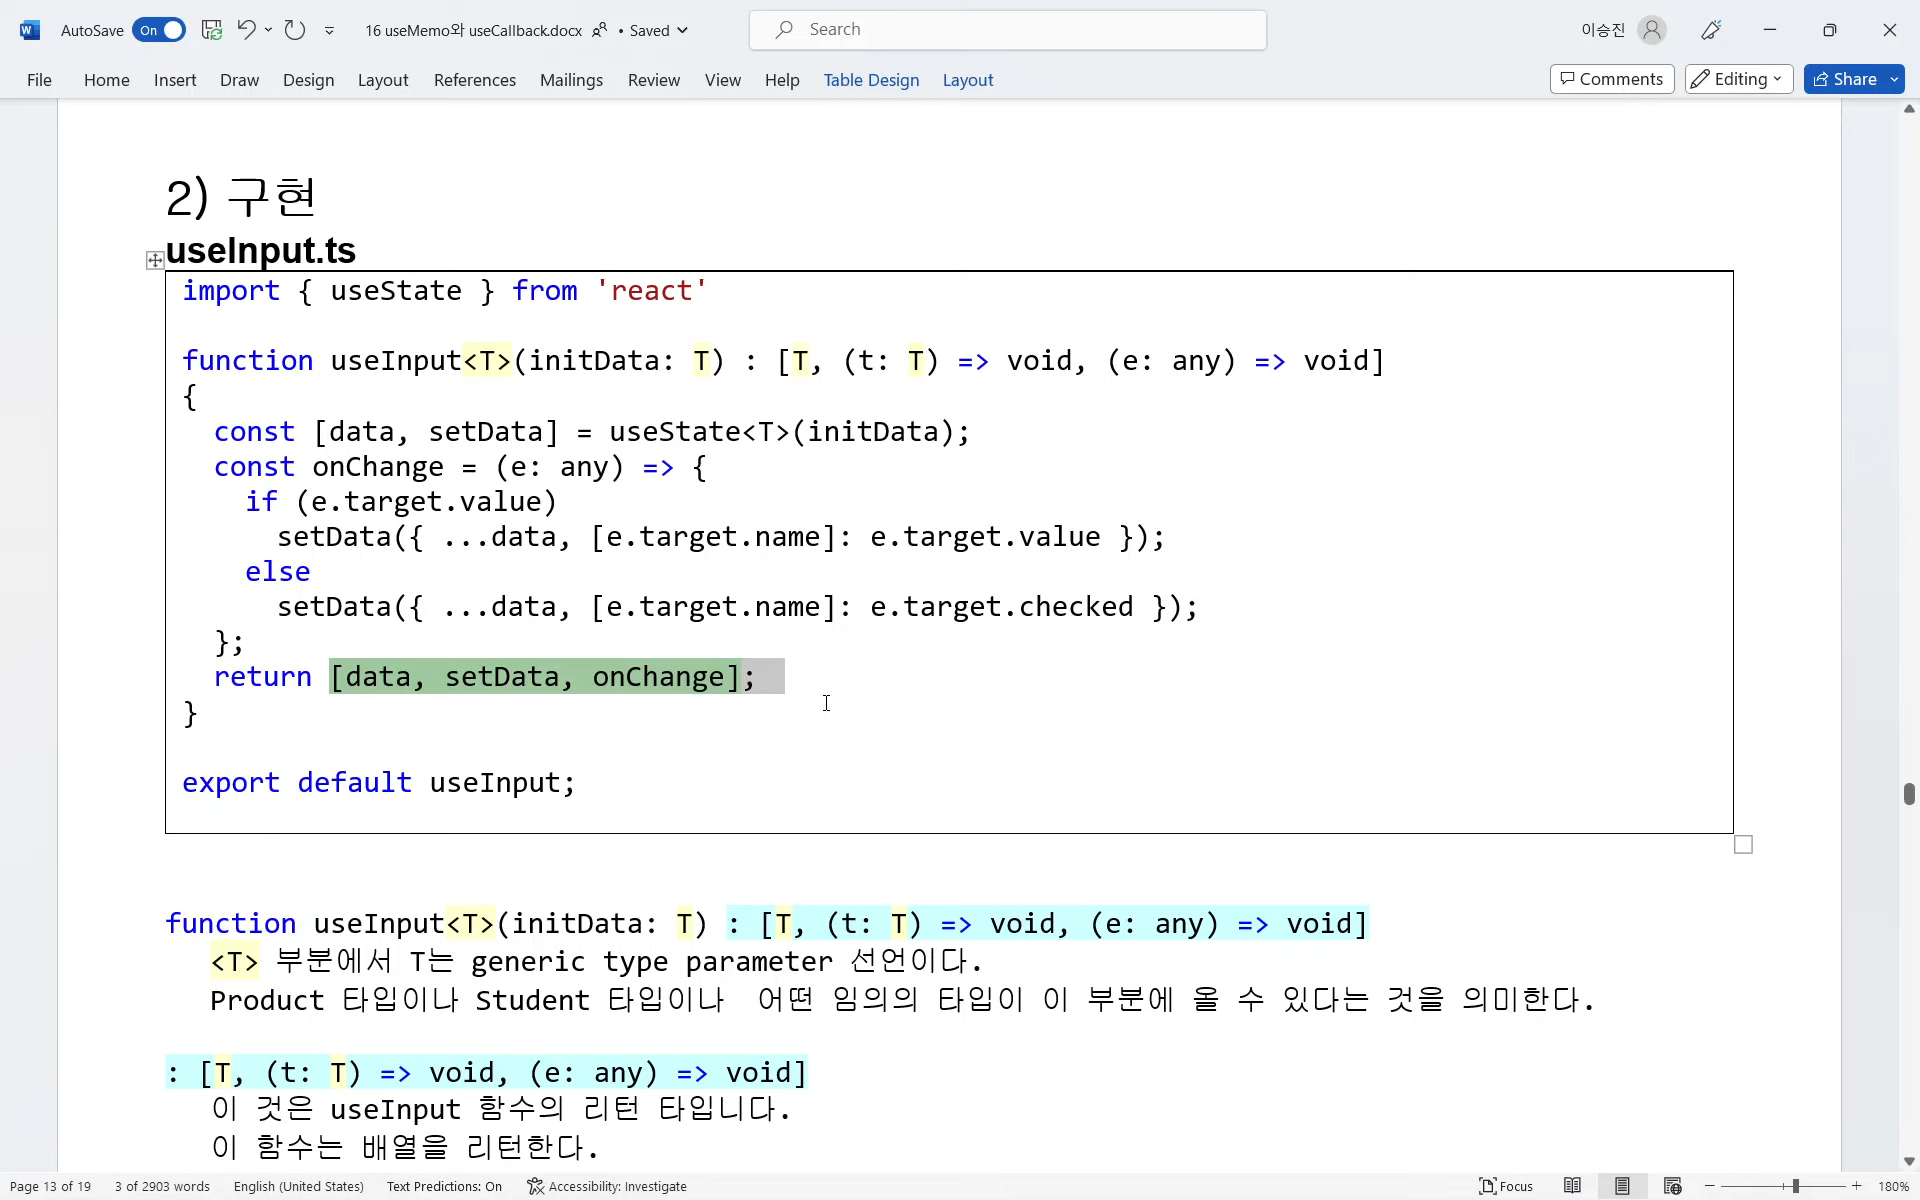 AutoSave On 16 useMemo와 useCallback.docx • Saved Search 이승진
File Home Insert Draw Design Layout References Mailings Review View Help Table Design Layout Comments Editing Share
2) 구현
useInput.ts
import { useState } from 'react'
function useInput<T>(initData: T) : [T, (t: T) => void, (e: any) => void]
{
const [data, setData] = useState<T>(initData);
const onChange = (e: any) => {
if (e.target.value)
setData({ ...data, [e.target.name]: e.target.value });
else
setData({ ...data, [e.target.name]: e.target.checked });
};
return [data, setData, onChange];
}
export default useInput;
function useInput<T>(initData: T) : [T, (t: T) => void, (e: any) => void]
<T> 부분에서 T는 generic type parameter 선언이다.
Product 타입이나 Student 타입이나 어떤 임의의 타입이 이 부분에 올 수 있다는 것을 의미한다.
: [T, (t: T) => void, (e: any) => void]
이 것은 useInput 함수의 리턴 타입니다.
이 함수는 배열을 리턴한다.
Page 13 of 19 3 of 2903 words English (United States) Text Predictions: On Accessibility: Investigate Focus 180%